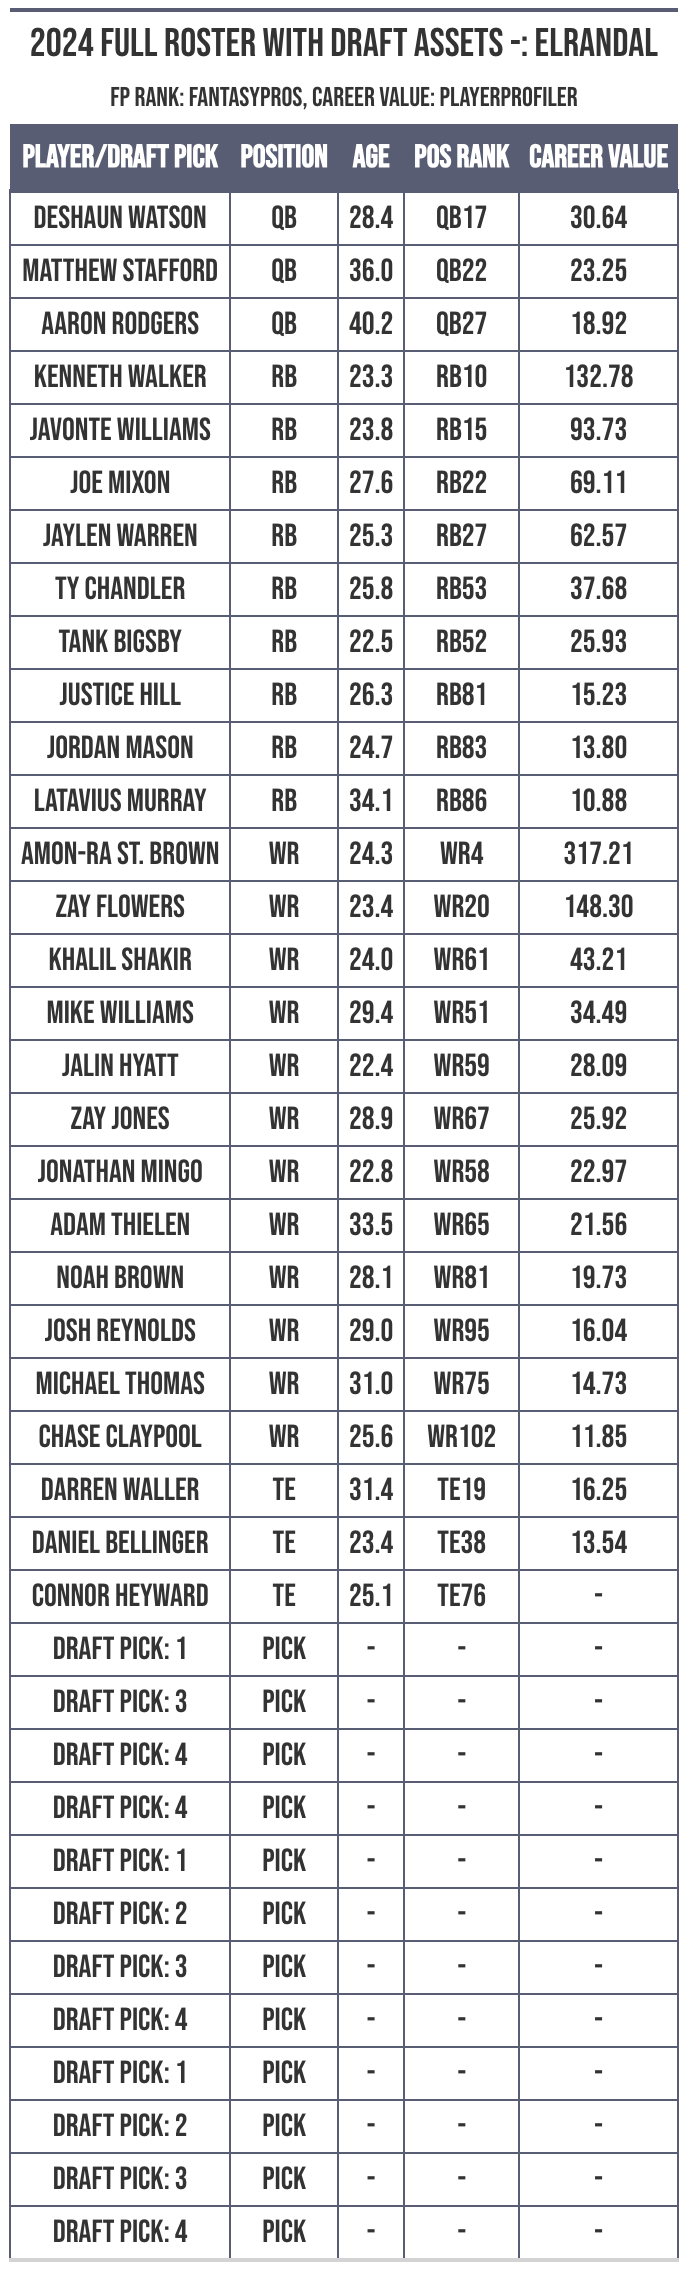 2024 FULL ROSTER WITH DRAFT ASSETS -: ELRANDAL
FP RANK: FANTASYPROS, CAREER VALUE: PLAYERPROFILER
PLAYER/DRAFT PICK POSITION AGE POS RANK CAREER VALUE
DESHAUN WATSON QB 28.4 QB17 30.64
MATTHEW STAFFORD QB 36.0 QB22 23.25
AARON RODGERS QB 40.2 QB27 18.92
KENNETH WALKER RB 23.3 RB10 132.78
JAVONTE WILLIAMS RB 23.8 RB15 93.73
JOE MIXON RB 27.6 RB22 69.11
JAYLEN WARREN RB 25.3 RB27 62.57
TY CHANDLER RB 25.8 RB53 37.68
TANK BIGSBY RB 22.5 RB52 25.93
JUSTICE HILL RB 26.3 RB81 15.23
JORDAN MASON RB 24.7 RB83 13.80
LATAVIUS MURRAY RB 34.1 RB86 10.88
AMON-RA ST. BROWN WR 24.3 WR4 317.21
ZAY FLOWERS WR 23.4 WR20 148.30
KHALIL SHAKIR WR 24.0 WR61 43.21
MIKE WILLIAMS WR 29.4 WR51 34.49
JALIN HYATT WR 22.4 WR59 28.09
ZAY JONES WR 28.9 WR67 25.92
JONATHAN MINGO WR 22.8 WR58 22.97
ADAM THIELEN WR 33.5 WR65 21.56
NOAH BROWN WR 28.1 WR81 19.73
JOSH REYNOLDS WR 29.0 WR95 16.04
MICHAEL THOMAS WR 31.0 WR75 14.73
CHASE CLAYPOOL WR 25.6 WR102 11.85
DARREN WALLER TE 31.4 TE19 16.25
DANIEL BELLINGER TE 23.4 TE38 13.54
CONNOR HEYWARD TE 25.1 TE76 -
DRAFT PICK: 1 PICK - - -
DRAFT PICK: 3 PICK - - -
DRAFT PICK: 4 PICK - - -
DRAFT PICK: 4 PICK - - -
DRAFT PICK: 1 PICK - - -
DRAFT PICK: 2 PICK - - -
DRAFT PICK: 3 PICK - - -
DRAFT PICK: 4 PICK - - -
DRAFT PICK: 1 PICK - - -
DRAFT PICK: 2 PICK - - -
DRAFT PICK: 3 PICK - - -
DRAFT PICK: 4 PICK - - -